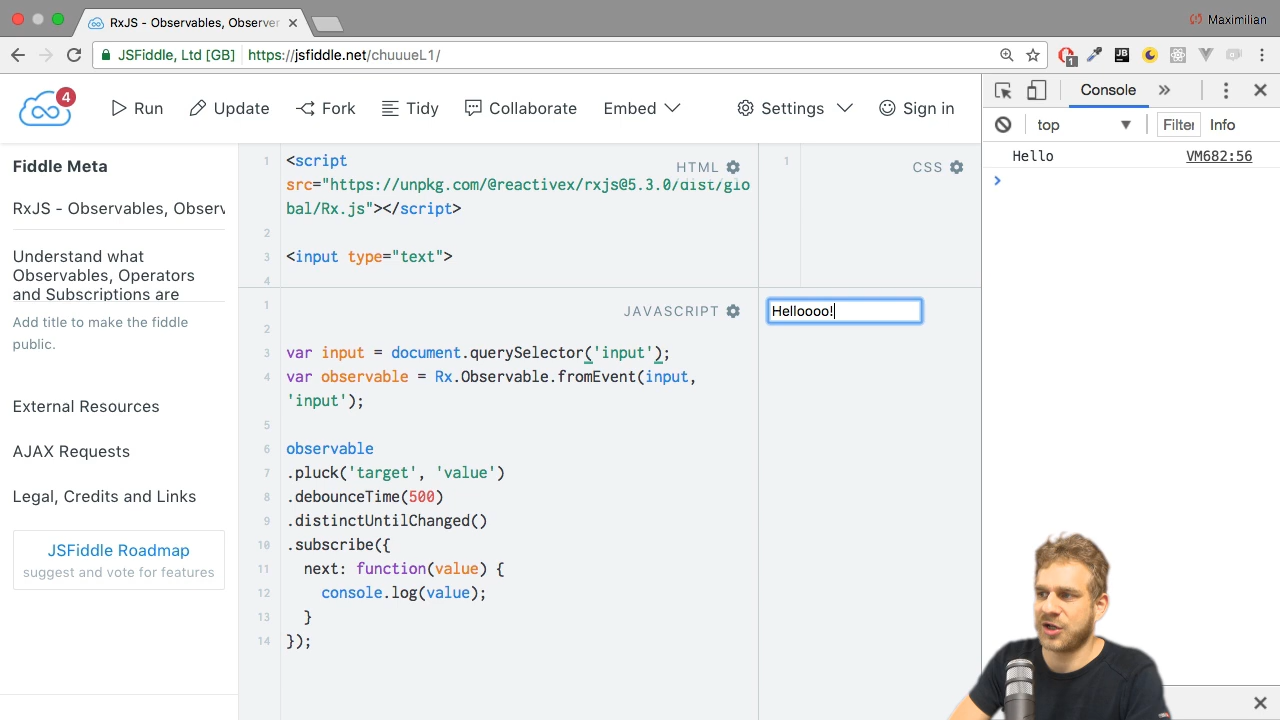 RxJS - Observables, Observer
Maximilian
JSFiddle, Ltd [GB] https://jsfiddle.net/chuuueL1/
1
JB
4
Run Update Fork Tidy Collaborate Embed Settings Sign in
Console
top Filter Info
Hello VM682:56
Fiddle Meta
RxJS - Observables, Observ
Understand what
Observables, Operators
and Subscriptions are
Add title to make the fiddle
public.
External Resources
AJAX Requests
Legal, Credits and Links
JSFiddle Roadmap
suggest and vote for features
HTML
1 <script
src="https://unpkg.com/@reactivex/rxjs@5.3.0/dist/glo
bal/Rx.js"></script>
2
3 <input type="text">
4
CSS
1
JAVASCRIPT
1
2
3 var input = document.querySelector('input');
4 var observable = Rx.Observable.fromEvent(input,
'input');
5
6 observable
7 .pluck('target', 'value')
8 .debounceTime(500)
9 .distinctUntilChanged()
10 .subscribe({
11 next: function(value) {
12 console.log(value);
13 }
14 });
Helloooo!